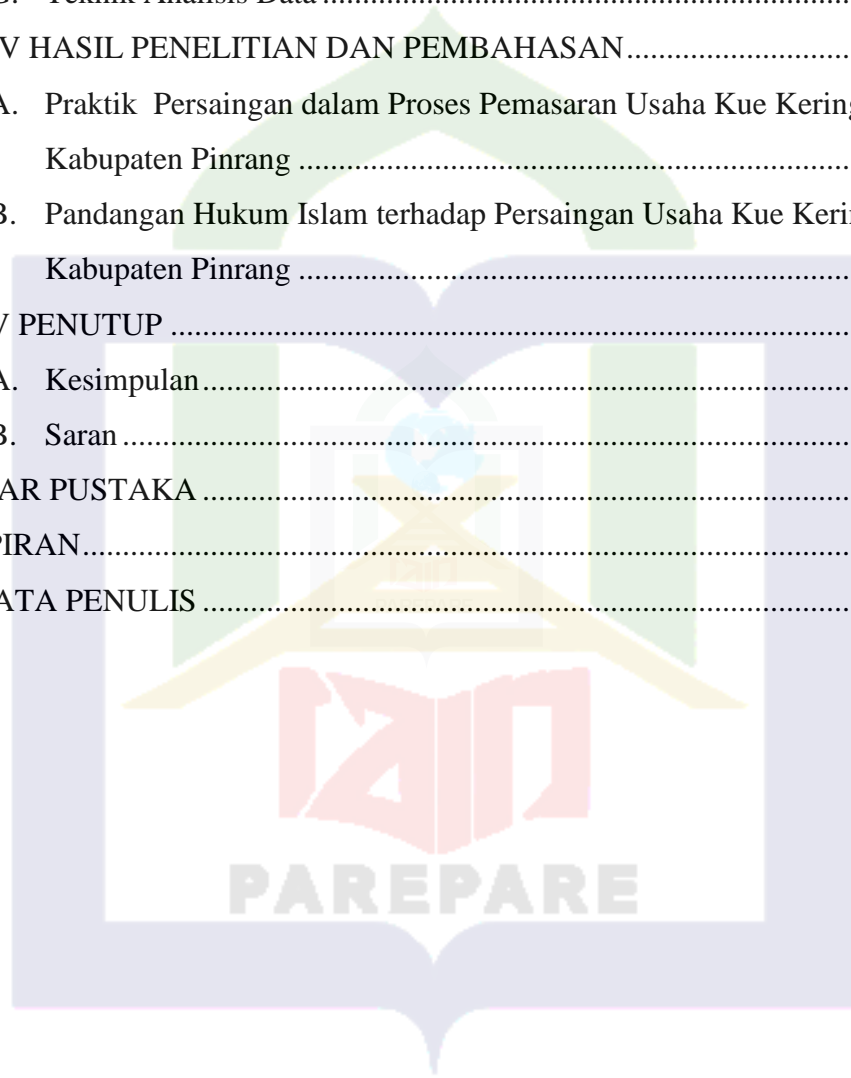 Teknik Analisis Data ....................................................................................
V HASIL PENELITIAN DAN PEMBAHASAN ...................................
A. Praktik Persaingan dalam Proses Pemasaran Usaha Kue Kering
Kabupaten Pinrang .........................................................................
B. Pandangan Hukum Islam terhadap Persaingan Usaha Kue Keri
Kabupaten Pinrang .........................................................................
V PENUTUP ..........................................................................................
A. Kesimpulan ......................................................................................
B. Saran ................................................................................................
AR PUSTAKA ......................................................................................
PIRAN ....................................................................................................
ATA PENULIS ......................................................................................
iain
PAREPARE